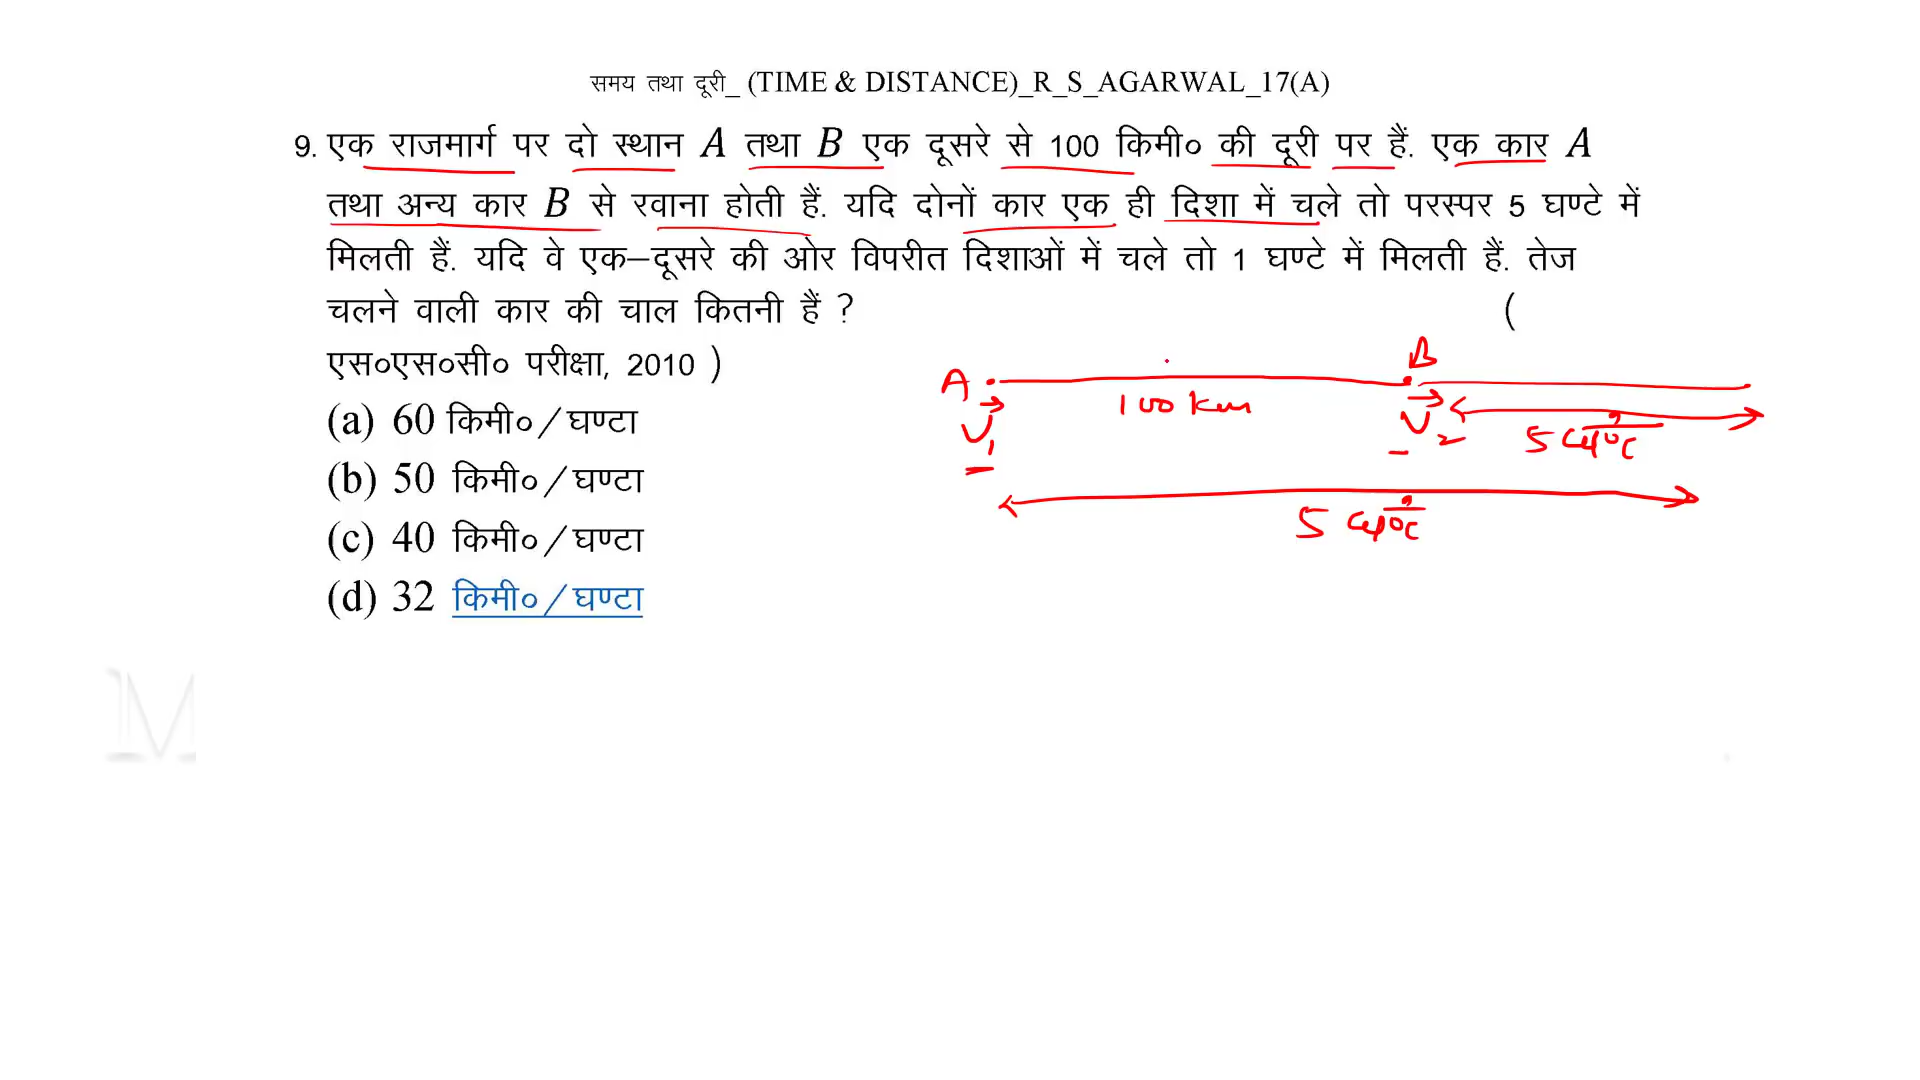 समय तथा दूरी_ (TIME & DISTANCE)_R_S_AGARWAL_17(A)
9. एक राजमार्ग पर दो स्थान A तथा B एक दूसरे से 100 किमी० की दूरी पर हैं. एक कार A
तथा अन्य कार B से रवाना होती हैं. यदि दोनों कार एक ही दिशा में चले तो परस्पर 5 घण्टे में
मिलती हैं. यदि वे एक–दूसरे की ओर विपरीत दिशाओं में चले तो 1 घण्टे में मिलती हैं. तेज
चलने वाली कार की चाल कितनी हैं ? (
एस०एस०सी० परीक्षा, 2010 )
A B
100 km
V1 V2
5 घण्टे
5 घण्टे
(a) 60 किमी०/घण्टा
(b) 50 किमी०/घण्टा
(c) 40 किमी०/घण्टा
(d) 32 किमी०/घण्टा
M